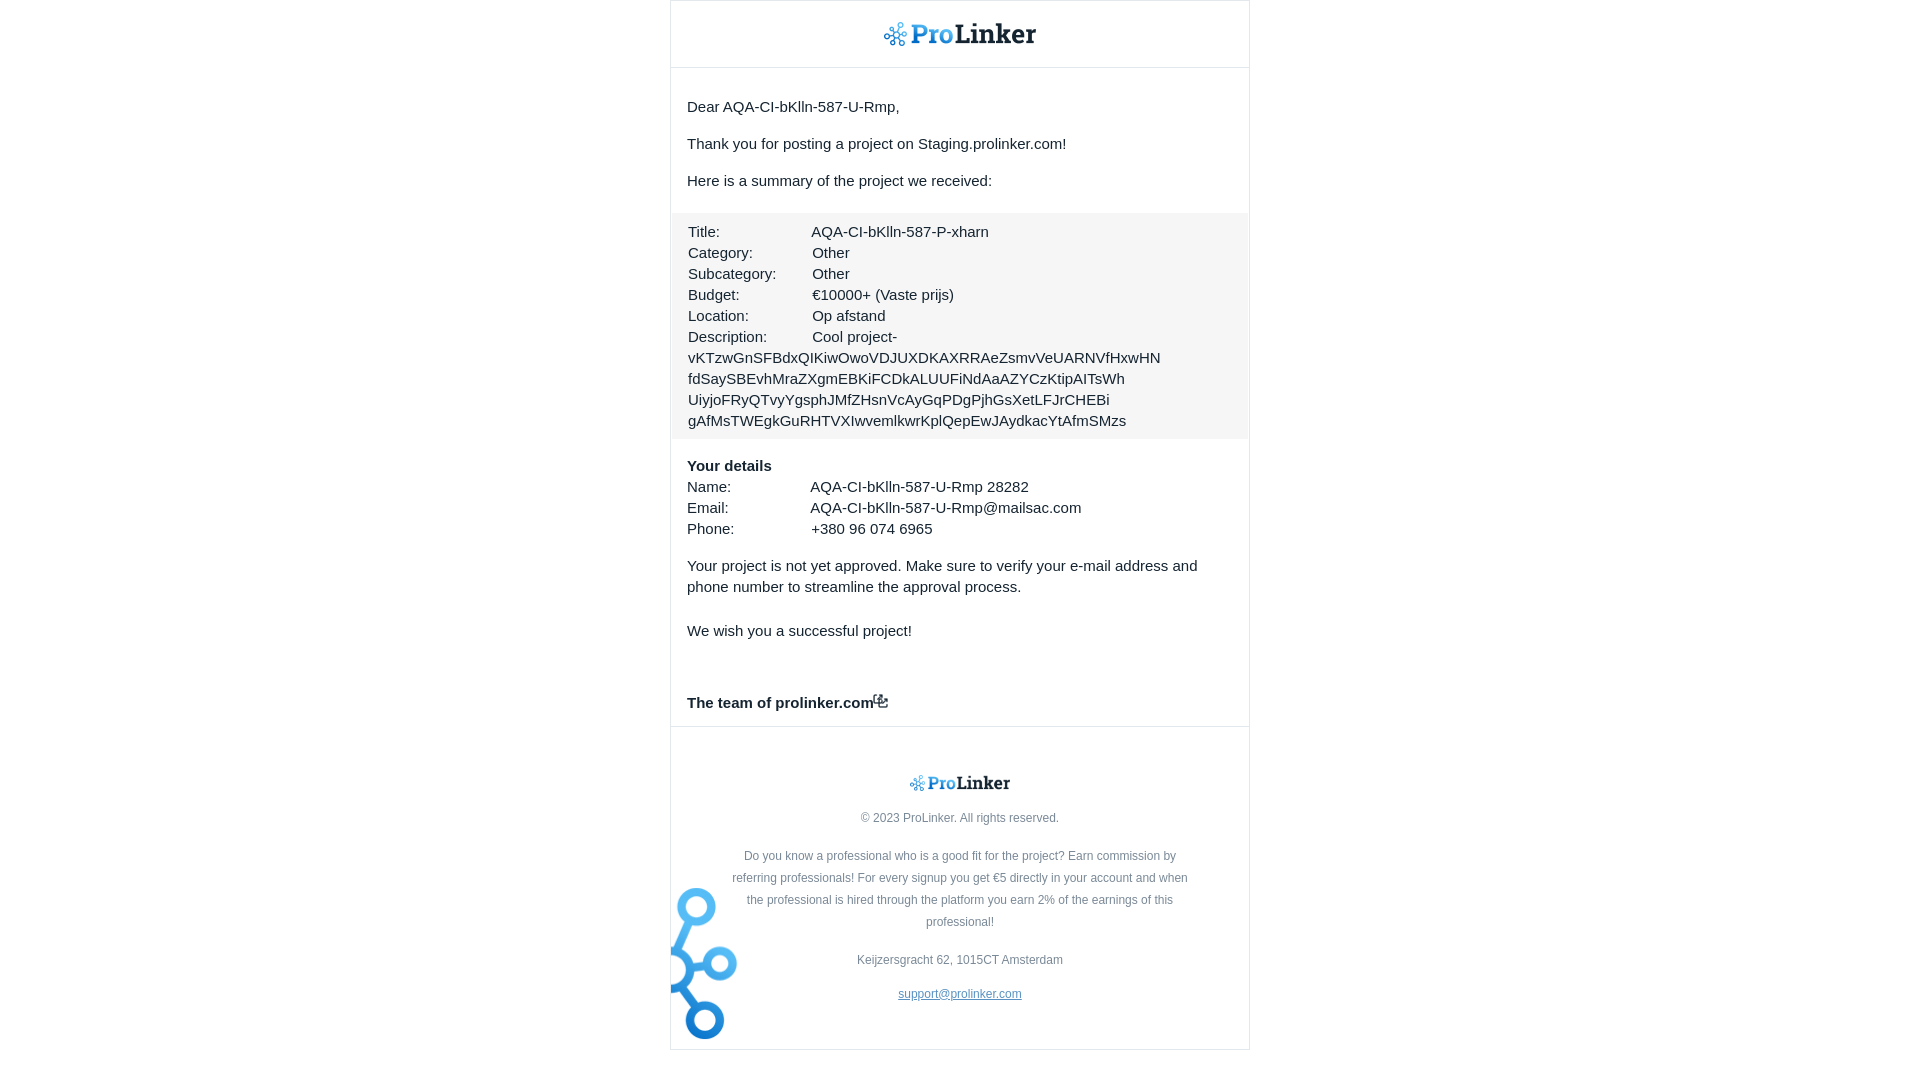 ProLinker
Dear AQA-CI-bKlln-587-U-Rmp,
Thank you for posting a project on Staging.prolinker.com!
Here is a summary of the project we received:
Title: AQA-CI-bKlln-587-P-xharn
Category: Other
Subcategory: Other
Budget: €10000+ (Vaste prijs)
Location: Op afstand
Description: Cool project-
vKTzwGnSFBdxQIKiwOwoVDJUXDKAXRRAeZsmvVeUARNVfHxwHN
fdSaySBEvhMraZXgmEBKiFCDkALUUFiNdAaAZYCzKtipAITsWh
UiyjoFRyQTvyYgsphJMfZHsnVcAyGqPDgPjhGsXetLFJrCHEBi
gAfMsTWEgkGuRHTVXIwvemlkwrKplQepEwJAydkacYtAfmSMzs
Your details
Name: AQA-CI-bKlln-587-U-Rmp 28282
Email: AQA-CI-bKlln-587-U-Rmp@mailsac.com
Phone: +380 96 074 6965
Your project is not yet approved. Make sure to verify your e-mail address and
phone number to streamline the approval process.
We wish you a successful project!
The team of prolinker.com
ProLinker
© 2023 ProLinker. All rights reserved.
Do you know a professional who is a good fit for the project? Earn commission by
referring professionals! For every signup you get €5 directly in your account and when
the professional is hired through the platform you earn 2% of the earnings of this
professional!
Keijzersgracht 62, 1015CT Amsterdam
support@prolinker.com